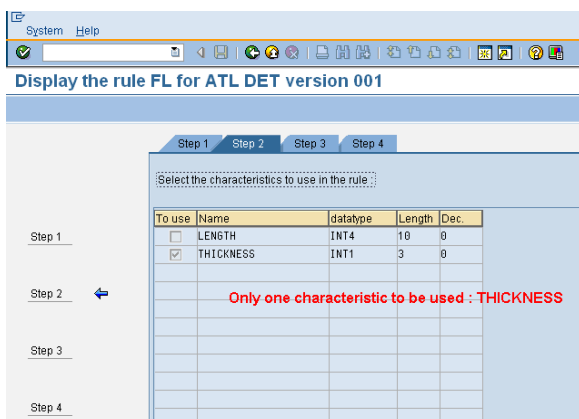 System Help
Display the rule FL for ATL DET version 001
Step 1 Step 2 Step 3 Step 4
Select the characteristics to use in the rule :
To use Name datatype Length Dec.
LENGTH INT4 10 0
THICKNESS INT1 3 0
Step 1
Step 2
Only one characteristic to be used : THICKNESS
Step 3
Step 4